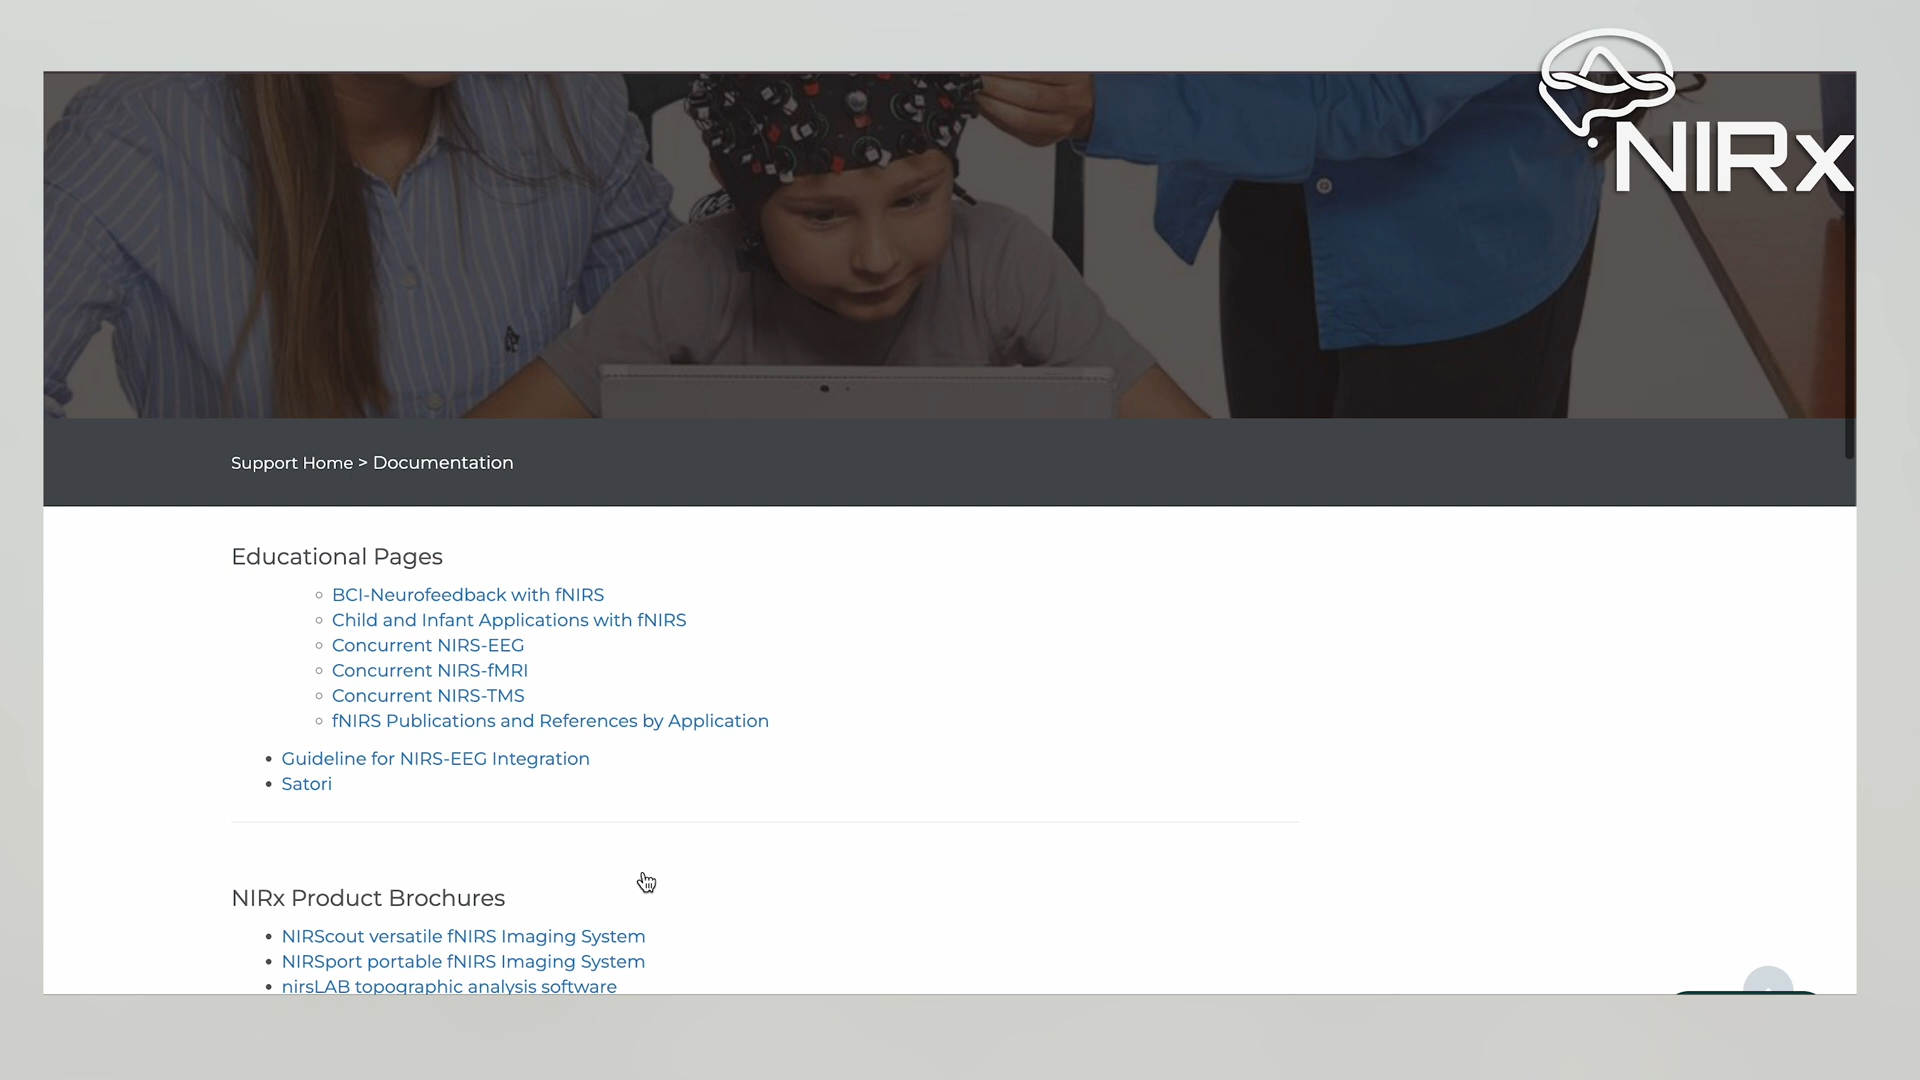 NIRx
Support Home > Documentation
Educational Pages
BCI-Neurofeedback with fNIRS
Child and Infant Applications with fNIRS
Concurrent NIRS-EEG
Concurrent NIRS-fMRI
Concurrent NIRS-TMS
fNIRS Publications and References by Application
Guideline for NIRS-EEG Integration
Satori
NIRx Product Brochures
NIRScout versatile fNIRS Imaging System
NIRSport portable fNIRS Imaging System
nirsLAB topographic analysis software